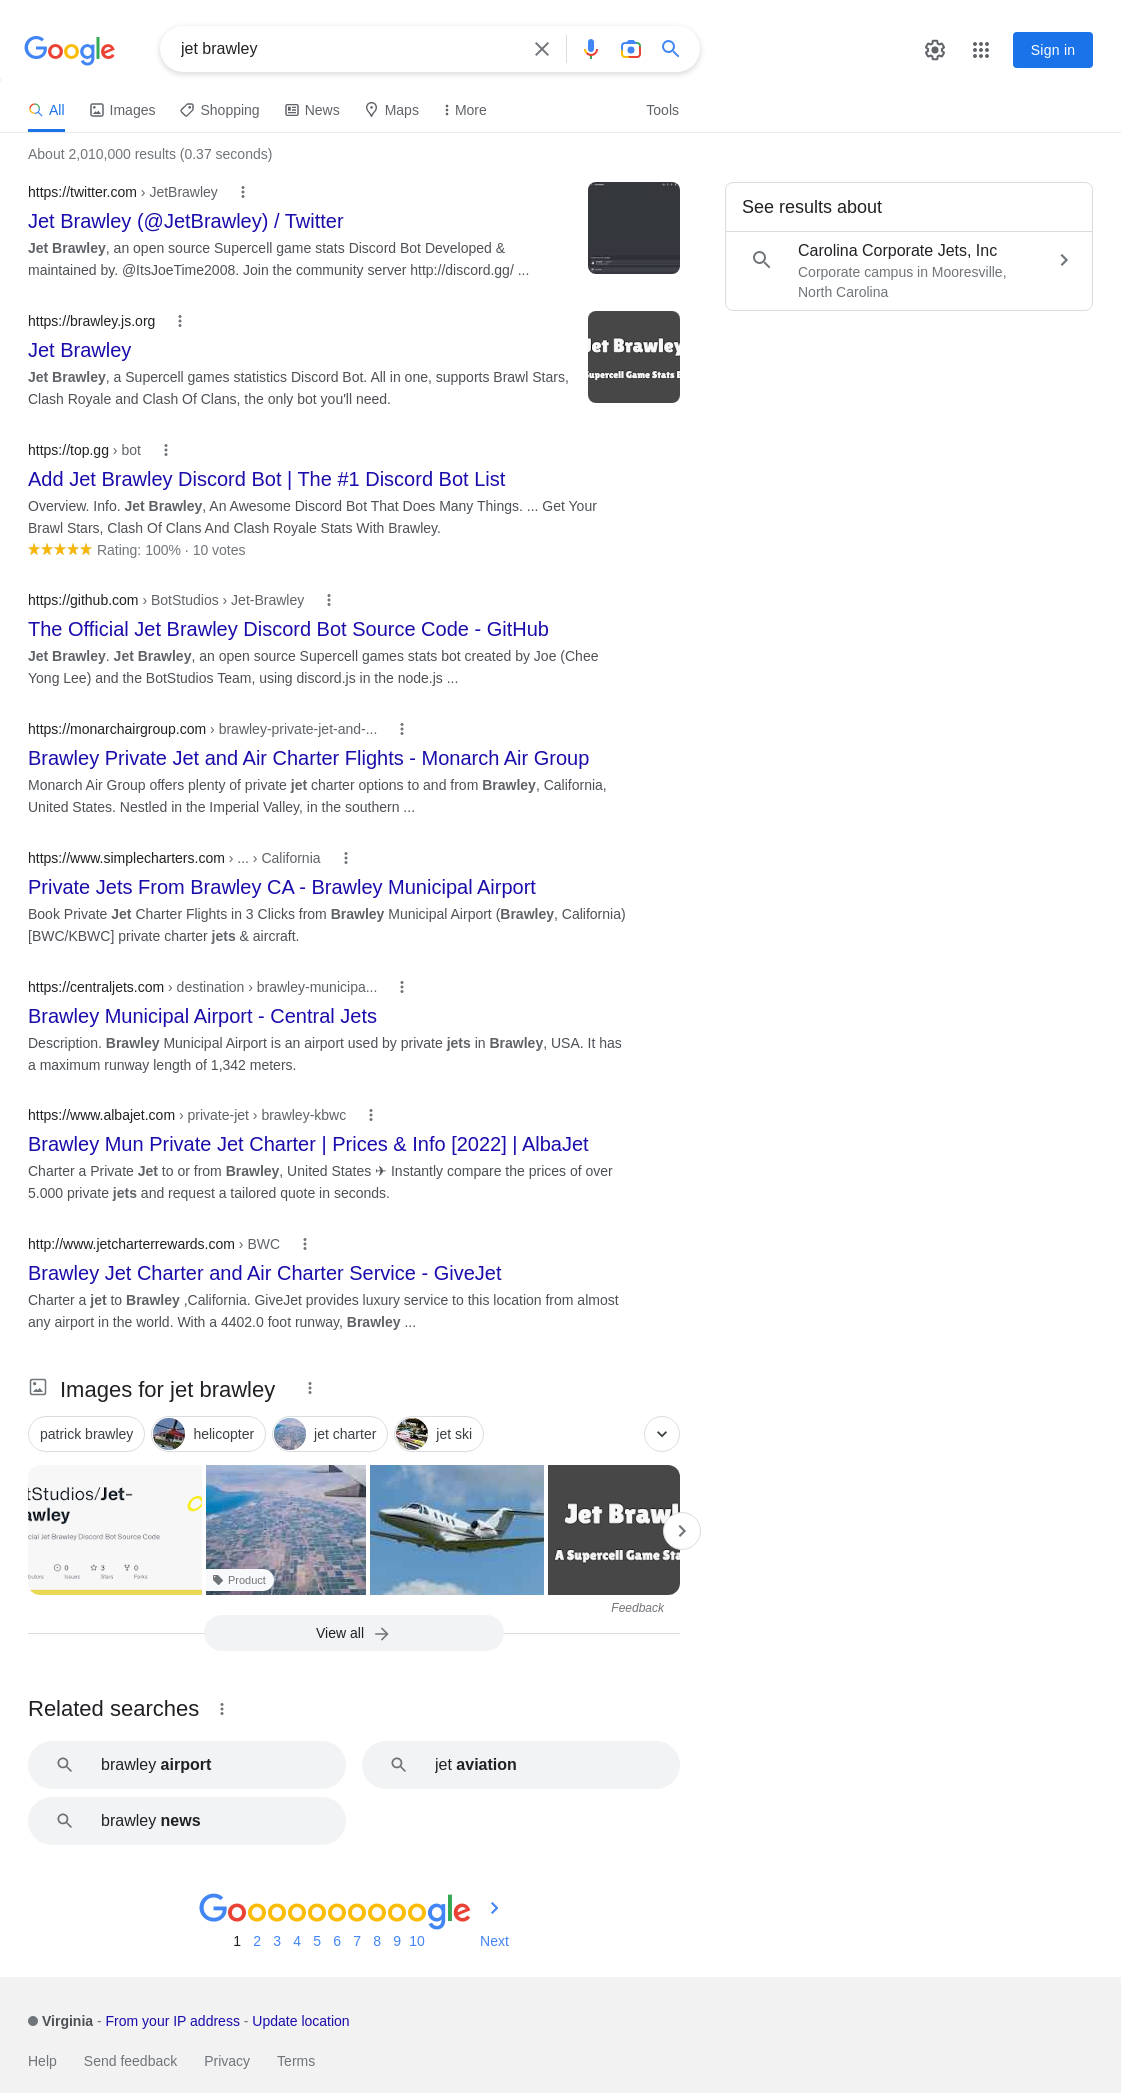 Google
jet brawley
Sign in
All
Images
Shopping
News
Maps
More
Tools
About 2,010,000 results (0.37 seconds)
https://twitter.com › JetBrawley
Jet Brawley (@JetBrawley) / Twitter
Jet Brawley, an open source Supercell game stats Discord Bot Developed &
maintained by. @ItsJoeTime2008. Join the community server http://discord.gg/ ...
https://brawley.js.org
Jet Brawley
Jet Brawley, a Supercell games statistics Discord Bot. All in one, supports Brawl Stars,
Clash Royale and Clash Of Clans, the only bot you'll need.
Jet Brawley
Supercell Game Stats
https://top.gg › bot
Add Jet Brawley Discord Bot | The #1 Discord Bot List
Overview. Info. Jet Brawley, An Awesome Discord Bot That Does Many Things. ... Get Your
Brawl Stars, Clash Of Clans And Clash Royale Stats With Brawley.
Rating: 100% · 10 votes
https://github.com › BotStudios › Jet-Brawley
The Official Jet Brawley Discord Bot Source Code - GitHub
Jet Brawley. Jet Brawley, an open source Supercell games stats bot created by Joe (Chee
Yong Lee) and the BotStudios Team, using discord.js in the node.js ...
https://monarchairgroup.com › brawley-private-jet-and-...
Brawley Private Jet and Air Charter Flights - Monarch Air Group
Monarch Air Group offers plenty of private jet charter options to and from Brawley, California,
United States. Nestled in the Imperial Valley, in the southern ...
https://www.simplecharters.com › ... › California
Private Jets From Brawley CA - Brawley Municipal Airport
Book Private Jet Charter Flights in 3 Clicks from Brawley Municipal Airport (Brawley, California)
[BWC/KBWC] private charter jets & aircraft.
https://centraljets.com › destination › brawley-municipa...
Brawley Municipal Airport - Central Jets
Description. Brawley Municipal Airport is an airport used by private jets in Brawley, USA. It has
a maximum runway length of 1,342 meters.
https://www.albajet.com › private-jet › brawley-kbwc
Brawley Mun Private Jet Charter | Prices & Info [2022] | AlbaJet
Charter a Private Jet to or from Brawley, United States ✈ Instantly compare the prices of over
5.000 private jets and request a tailored quote in seconds.
http://www.jetcharterrewards.com › BWC
Brawley Jet Charter and Air Charter Service - GiveJet
Charter a jet to Brawley ,California. GiveJet provides luxury service to this location from almost
any airport in the world. With a 4402.0 foot runway, Brawley ...
See results about
Carolina Corporate Jets, Inc
Corporate campus in Mooresville,
North Carolina
Images for jet brawley
patrick brawley
helicopter
jet charter
jet ski
tStudios/Jet-
awley
cial Jet Brawley Discord Bot Source Code
0 3 0
Issues Stars Forks
Product
Jet Brawl
A Supercell Game Sta
Feedback
View all
Related searches
brawley airport
jet aviation
brawley news
Goooooooooogle
1 2 3 4 5 6 7 8 9 10 Next
Virginia - From your IP address - Update location
Help Send feedback Privacy Terms